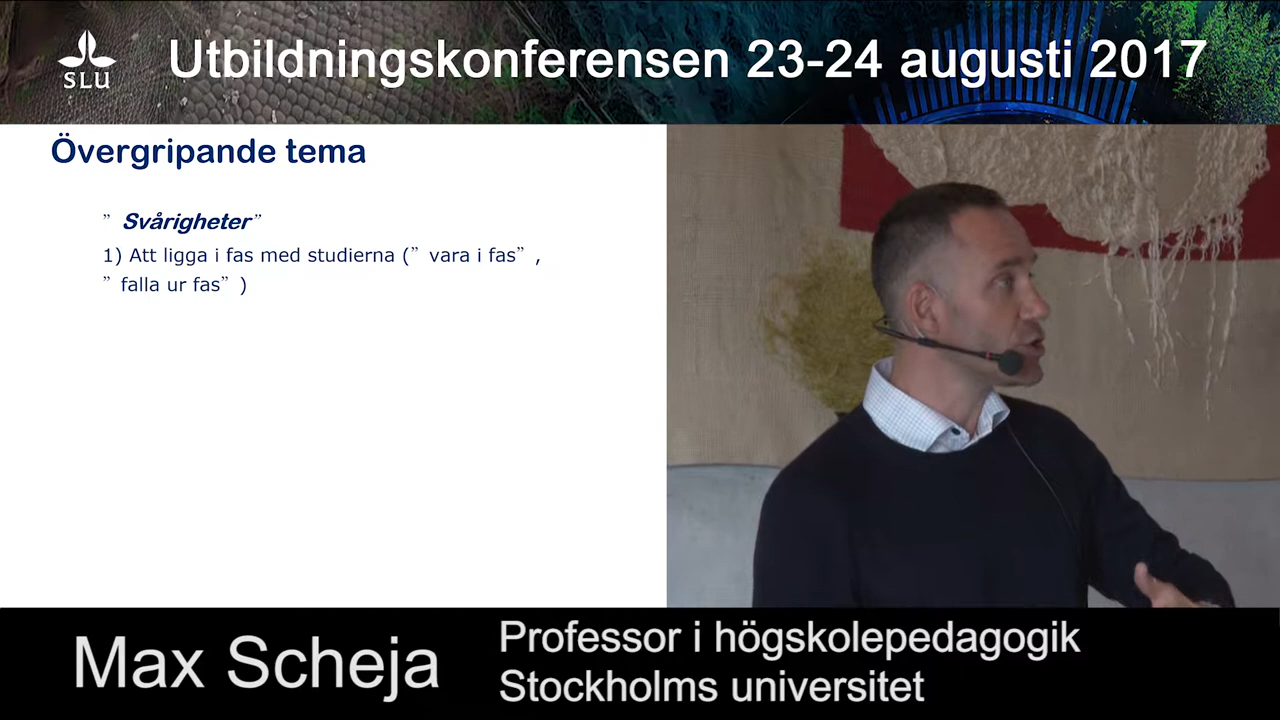 SLU
Utbildningskonferensen 23-24 augusti 2017
Övergripande tema
” Svårigheter”
1) Att ligga i fas med studierna (” vara i fas” ,
” falla ur fas” )
Max Scheja
Professor i högskolepedagogik
Stockholms universitet